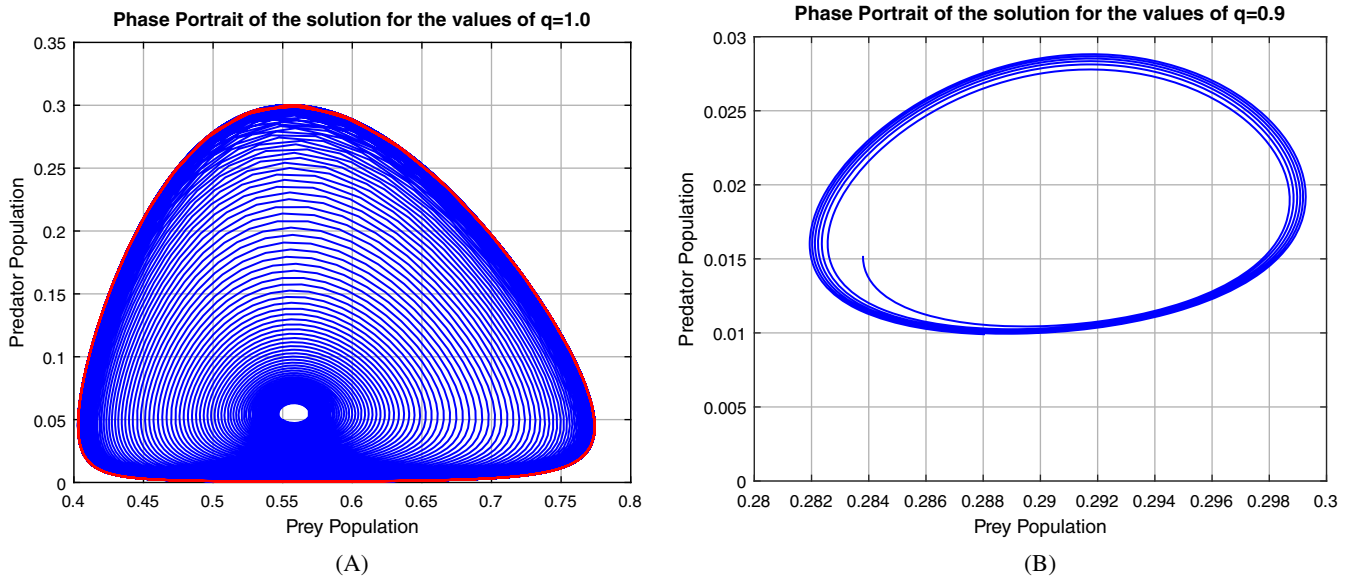 Phase Portrait of the solution for the values of q=1.0
0.35
0.3
0.25
0.2
0.15
0.1
0.05
0
Predator Population
0.4 0.45 0.5 0.55 0.6 0.65 0.7 0.75 0.8
Prey Population
(A)
Phase Portrait of the solution for the values of q=0.9
0.03
0.025
0.02
0.015
0.01
0.005
0
Predator Population
0.28 0.282 0.284 0.286 0.288 0.29 0.292 0.294 0.296 0.298 0.3
Prey Population
(B)